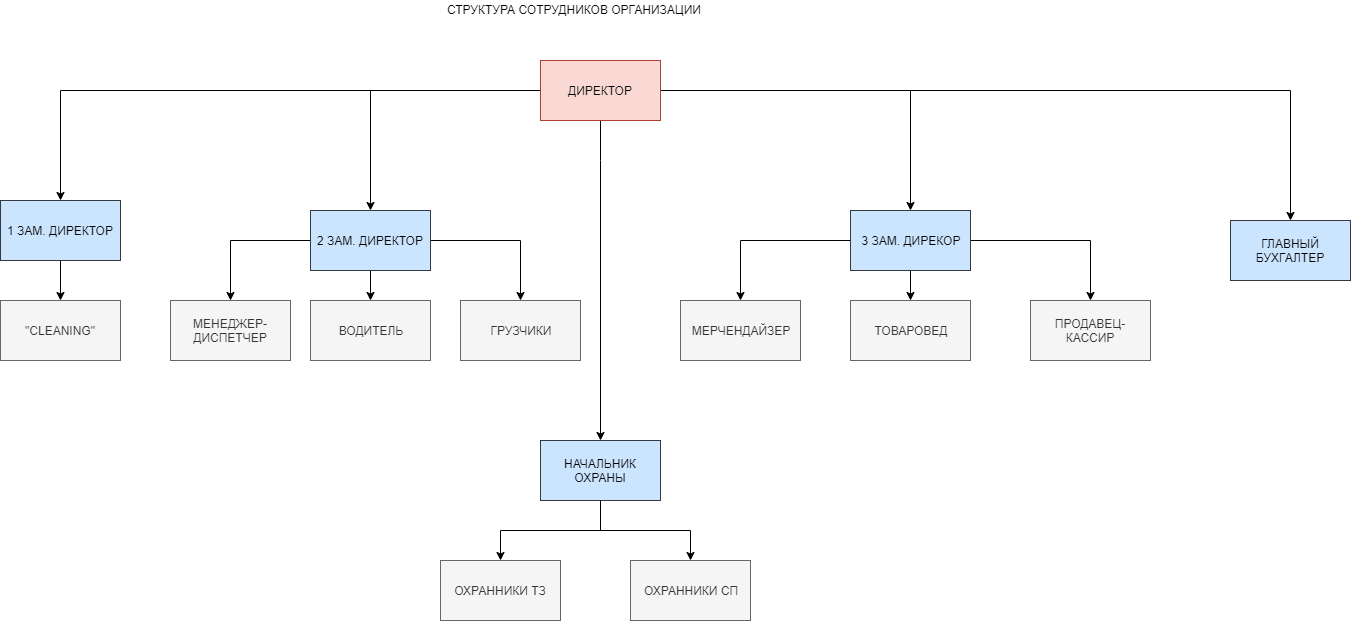 СТРУКТУРА СОТРУДНИКОВ ОРГАНИЗАЦИИ
ДИРЕКТОР
1 ЗАМ. ДИРЕКТОР
2 ЗАМ. ДИРЕКТОР
3 ЗАМ. ДИРЕКОР
ГЛАВНЫЙ
БУХГАЛТЕР
"CLEANING"
МЕНЕДЖЕР-
ДИСПЕТЧЕР
ВОДИТЕЛЬ
ГРУЗЧИКИ
МЕРЧЕНДАЙЗЕР
ТОВАРОВЕД
ПРОДАВЕЦ-
КАССИР
НАЧАЛЬНИК
ОХРАНЫ
ОХРАННИКИ ТЗ
ОХРАННИКИ СП